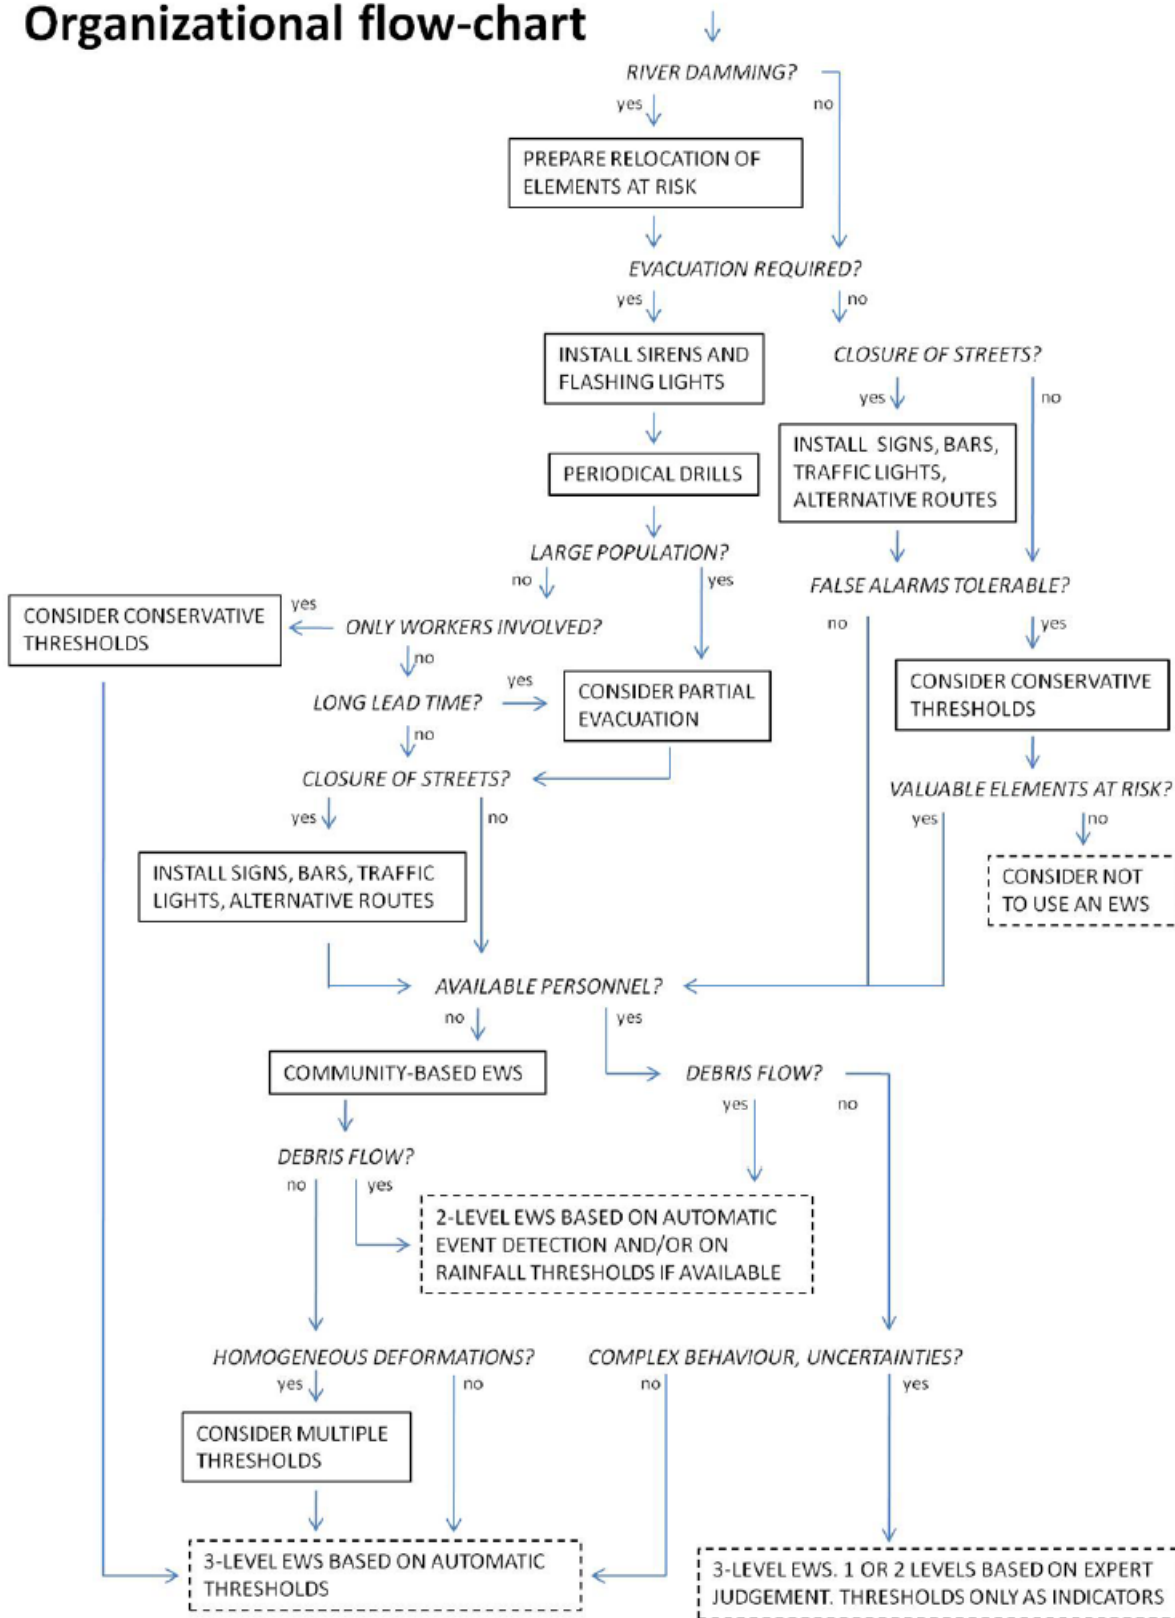 Organizational flow-chart
RIVER DAMMING?
yes
no
PREPARE RELOCATION OF
ELEMENTS AT RISK
EVACUATION REQUIRED?
yes
no
INSTALL SIRENS AND
FLASHING LIGHTS
CLOSURE OF STREETS?
yes
no
PERIODICAL DRILLS
INSTALL SIGNS, BARS,
TRAFFIC LIGHTS,
ALTERNATIVE ROUTES
LARGE POPULATION?
no
yes
FALSE ALARMS TOLERABLE?
no
yes
CONSIDER CONSERVATIVE
THRESHOLDS
yes
ONLY WORKERS INVOLVED?
no
LONG LEAD TIME?
yes
no
CONSIDER PARTIAL
EVACUATION
CONSIDER CONSERVATIVE
THRESHOLDS
CLOSURE OF STREETS?
yes
no
VALUABLE ELEMENTS AT RISK?
yes
no
INSTALL SIGNS, BARS, TRAFFIC
LIGHTS, ALTERNATIVE ROUTES
CONSIDER NOT
TO USE AN EWS
AVAILABLE PERSONNEL?
no
yes
COMMUNITY-BASED EWS
DEBRIS FLOW?
yes
no
DEBRIS FLOW?
no
yes
2-LEVEL EWS BASED ON AUTOMATIC
EVENT DETECTION AND/OR ON
RAINFALL THRESHOLDS IF AVAILABLE
HOMOGENEOUS DEFORMATIONS?
yes
no
COMPLEX BEHAVIOUR, UNCERTAINTIES?
no
yes
CONSIDER MULTIPLE
THRESHOLDS
3-LEVEL EWS BASED ON AUTOMATIC
THRESHOLDS
3-LEVEL EWS. 1 OR 2 LEVELS BASED ON EXPERT
JUDGEMENT. THRESHOLDS ONLY AS INDICATORS